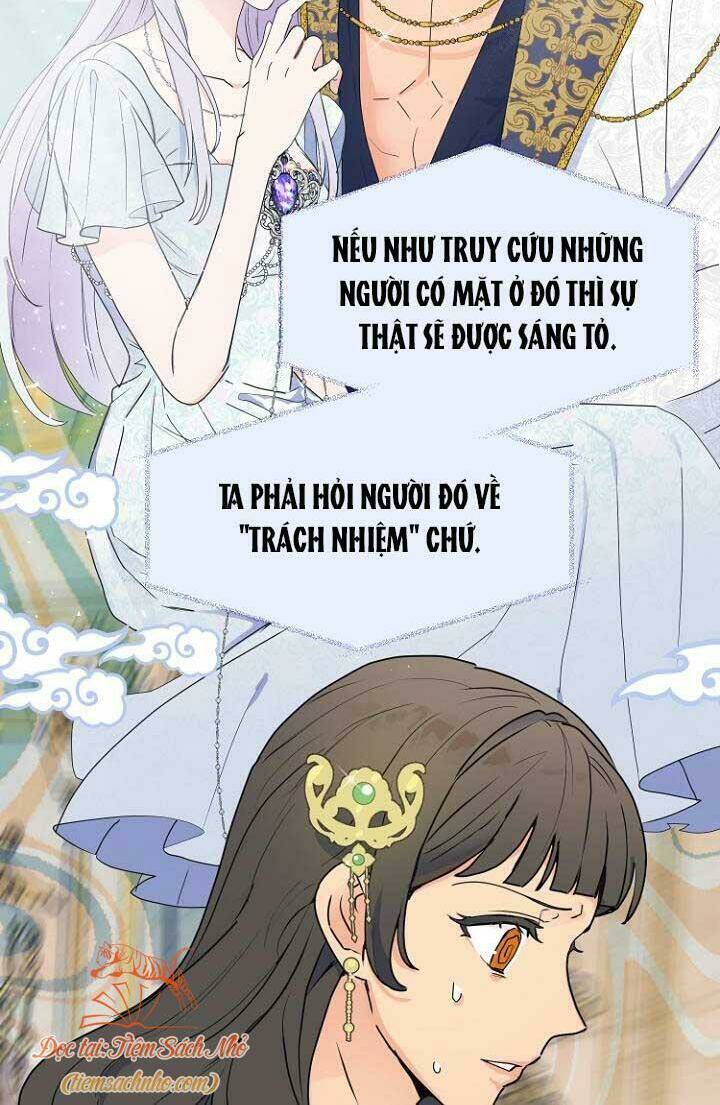 NẾU NHƯ TRUY CỨU NHỮNG
NGƯỜI CÓ MẶT Ở ĐÓ THÌ SỰ
THẬT SẼ ĐƯỢC SÁNG TỎ.
TA PHẢI HỎI NGƯỜI ĐÓ VỀ
"TRÁCH NHIỆM" CHỨ.
Đọc tại: Tiệm Sách Nhỏ
(tiemsachnho.com)